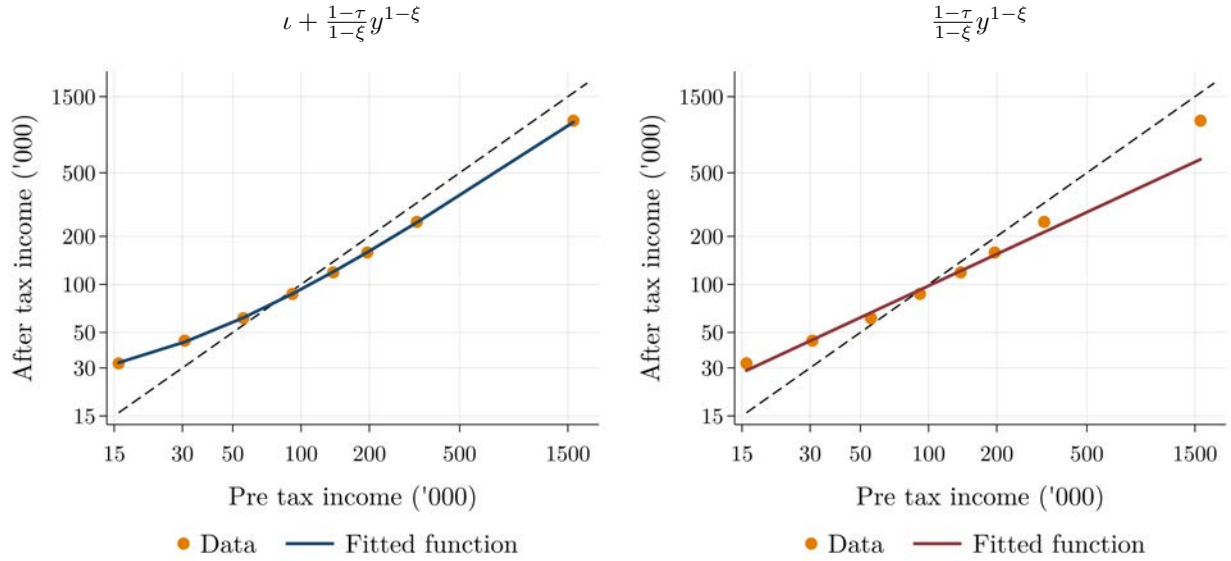 ι + 1−τ/1−ξ y^1−ξ
1500
500
200
100
50
30
15
After tax income ('000)
15 30 50 100 200 500 1500
Pre tax income ('000)
Data Fitted function
1−τ/1−ξ y^1−ξ
1500
500
200
100
50
30
15
After tax income ('000)
15 30 50 100 200 500 1500
Pre tax income ('000)
Data Fitted function